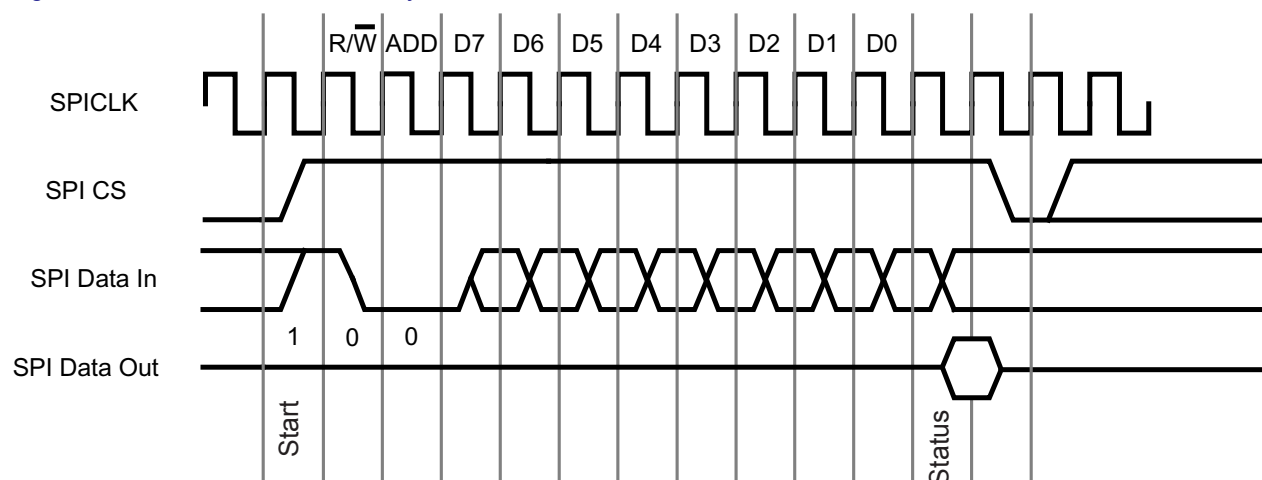 R/W̅ ADD D7 D6 D5 D4 D3 D2 D1 D0
SPICLK
SPI CS
SPI Data In
1 0 0
SPI Data Out
Start
Status